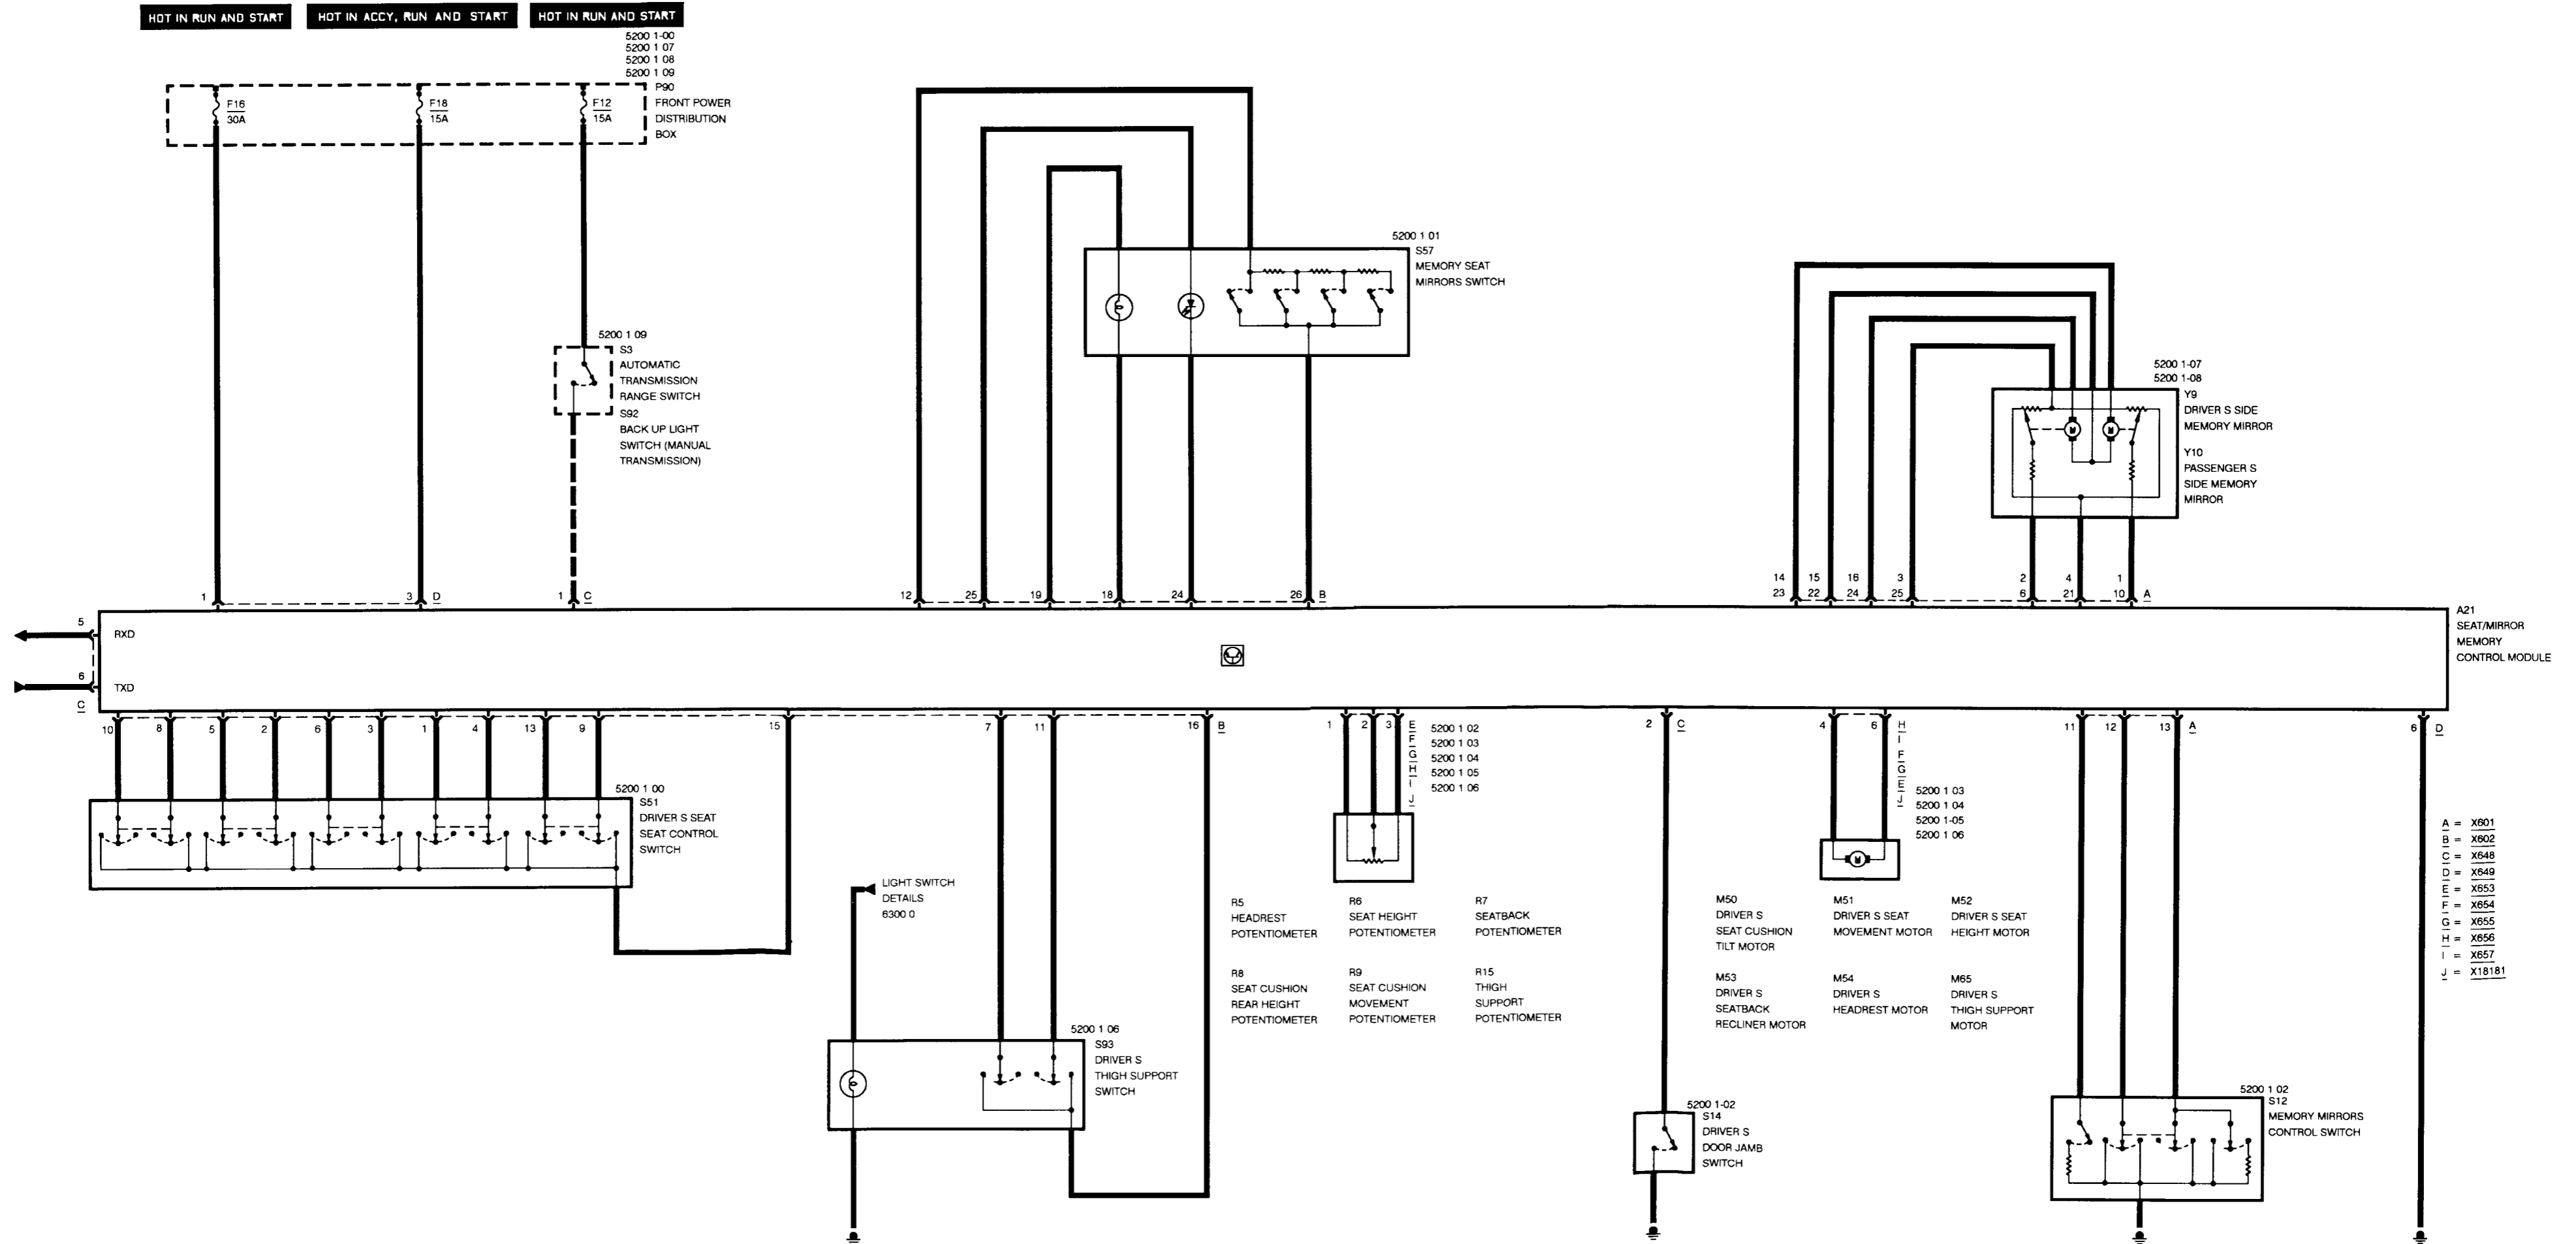 HOT IN RUN AND START
HOT IN ACCY, RUN AND START
HOT IN RUN AND START
5200 1-00
5200 1 07
5200 1 08
5200 1 09
P90
FRONT POWER
DISTRIBUTION
BOX
F16
30A
F18
15A
F12
15A
5200 1 09
S3
AUTOMATIC
TRANSMISSION
RANGE SWITCH
S92
BACK UP LIGHT
SWITCH (MANUAL
TRANSMISSION)
5200 1 01
S57
MEMORY SEAT
MIRRORS SWITCH
5200 1-07
5200 1-08
Y9
DRIVER S SIDE
MEMORY MIRROR
Y10
PASSENGER S
SIDE MEMORY
MIRROR
M M
14 15 16 3 2 4 1
1 3 D 1 C 12 25 19 18 24 26 B 23 22 24 25 6 21 10 A
A21
SEAT/MIRROR
MEMORY
CONTROL MODULE
5 RXD
6 TXD
C
10 8 5 2 6 3 1 4 13 9 15 7 11 16 B
1 2 3 E
F
G
H
I
J
5200 1 02
5200 1 03
5200 1 04
5200 1 05
5200 1 06
2 C
4 6 H
I
F
G
E
J
5200 1 03
5200 1 04
5200 1-05
5200 1 06
M
11 12 13 A
6 D
5200 1 00
S51
DRIVER S SEAT
SEAT CONTROL
SWITCH
LIGHT SWITCH
DETAILS
6300 0
5200 1 06
S93
DRIVER S
THIGH SUPPORT
SWITCH
R5
HEADREST
POTENTIOMETER
R6
SEAT HEIGHT
POTENTIOMETER
R7
SEATBACK
POTENTIOMETER
R8
SEAT CUSHION
REAR HEIGHT
POTENTIOMETER
R9
SEAT CUSHION
MOVEMENT
POTENTIOMETER
R15
THIGH
SUPPORT
POTENTIOMETER
5200 1-02
S14
DRIVER S
DOOR JAMB
SWITCH
M50
DRIVER S
SEAT CUSHION
TILT MOTOR
M51
DRIVER S SEAT
MOVEMENT MOTOR
M52
DRIVER S SEAT
HEIGHT MOTOR
M53
DRIVER S
SEATBACK
RECLINER MOTOR
M54
DRIVER S
HEADREST MOTOR
M65
DRIVER S
THIGH SUPPORT
MOTOR
5200 1 02
S12
MEMORY MIRRORS
CONTROL SWITCH
A = X601
B = X602
C = X648
D = X649
E = X653
F = X654
G = X655
H = X656
I = X657
J = X18181